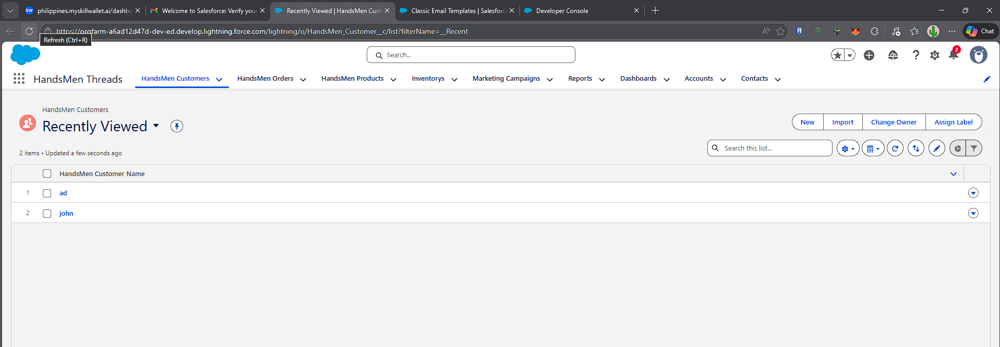 philippines.myskillwallet.ai/dashbo
Welcome to Salesforce: Verify your
Recently Viewed | HandsMen Cust
Classic Email Templates | Salesforc
Developer Console
https://orgfarm-a6ad12d47d-dev-ed.develop.lightning.force.com/lightning/o/HandsMen_Customer__c/list?filterName=__Recent
Chat
Refresh (Ctrl+R)
Search...
2
HandsMen Threads
HandsMen Customers
HandsMen Orders
HandsMen Products
Inventorys
Marketing Campaigns
Reports
Dashboards
Accounts
Contacts
HandsMen Customers
Recently Viewed
New
Import
Change Owner
Assign Label
2 items • Updated a few seconds ago
Search this list...
HandsMen Customer Name
1 ad
2 john